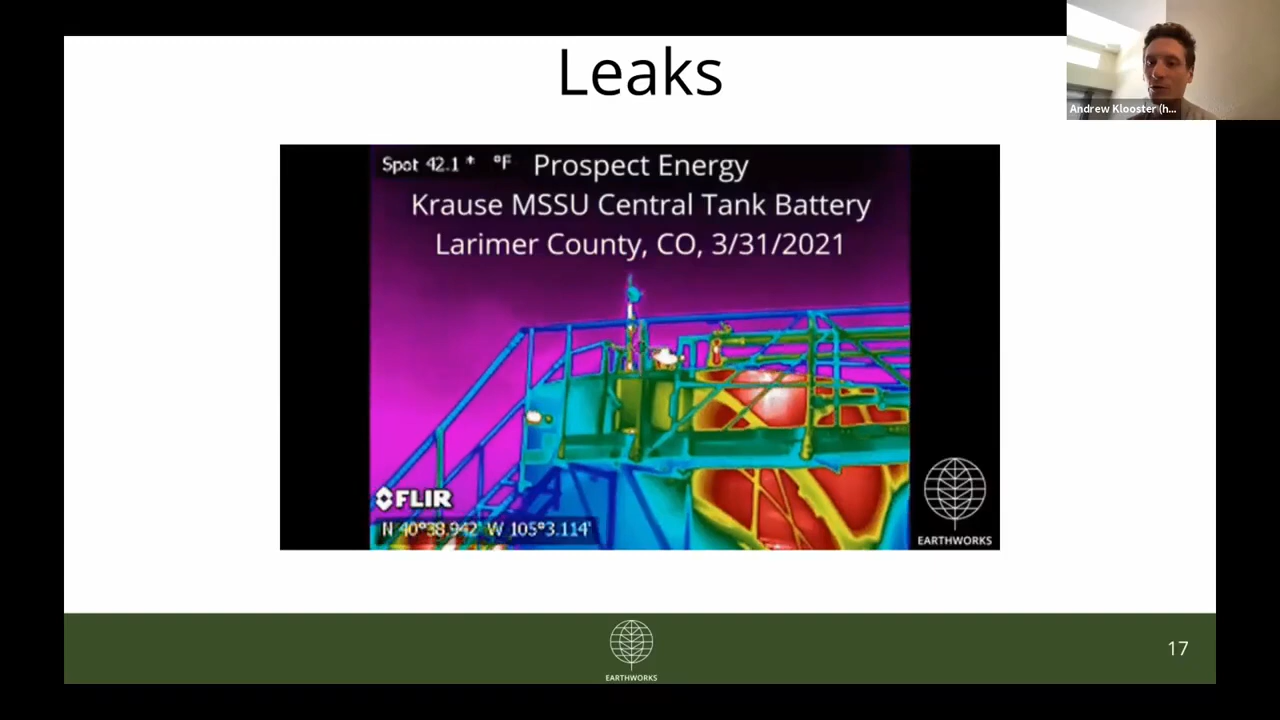 Leaks
Andrew Klooster (h...
Spot 42.1 * °F
Prospect Energy
Krause MSSU Central Tank Battery
Larimer County, CO, 3/31/2021
FLIR
N 40°38.942' W 105°3.114'
EARTHWORKS
EARTHWORKS
17